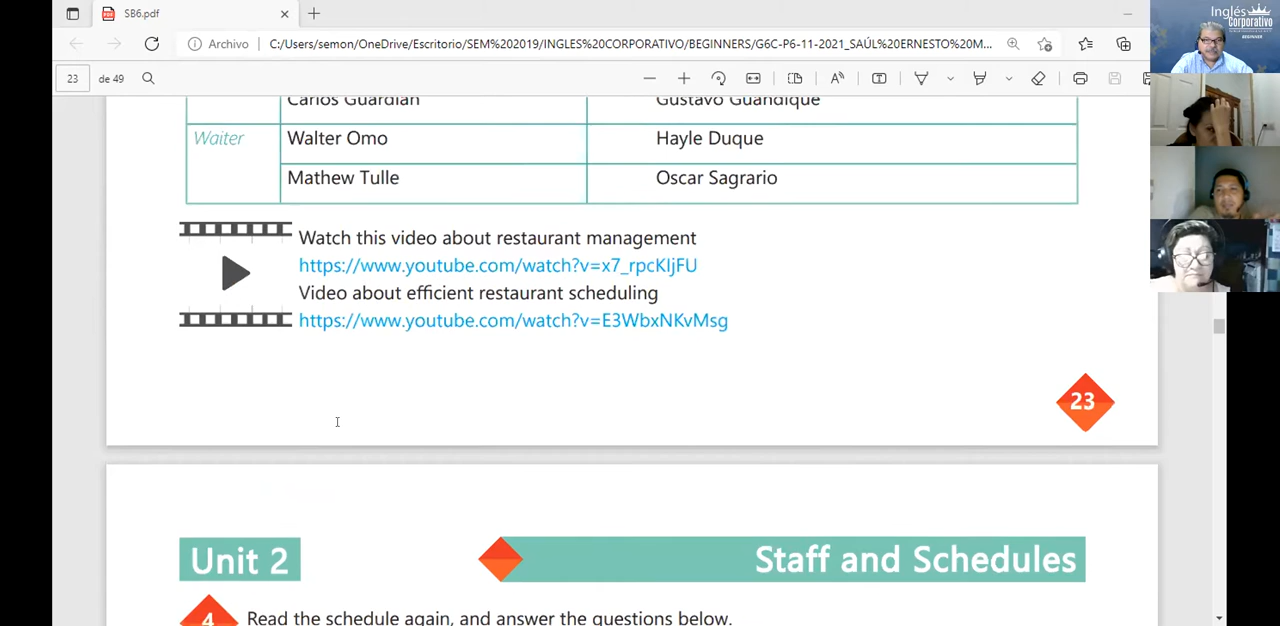 SB6.pdf
Archivo
C:/Users/semon/OneDrive/Escritorio/SEM%202019/INGLES%20CORPORATIVO/BEGINNERS/G6C-P6-11-2021_SAÚL%20ERNESTO%20M...
23 de 49
Carlos Guardian Gustavo Guandique
Waiter Walter Omo Hayle Duque
Mathew Tulle Oscar Sagrario
Watch this video about restaurant management
https://www.youtube.com/watch?v=x7_rpcKIjFU
Video about efficient restaurant scheduling
https://www.youtube.com/watch?v=E3WbxNKvMsg
23
Unit 2 Staff and Schedules
4 Read the schedule again, and answer the questions below.
Inglés
Corporativo
BEGINNER